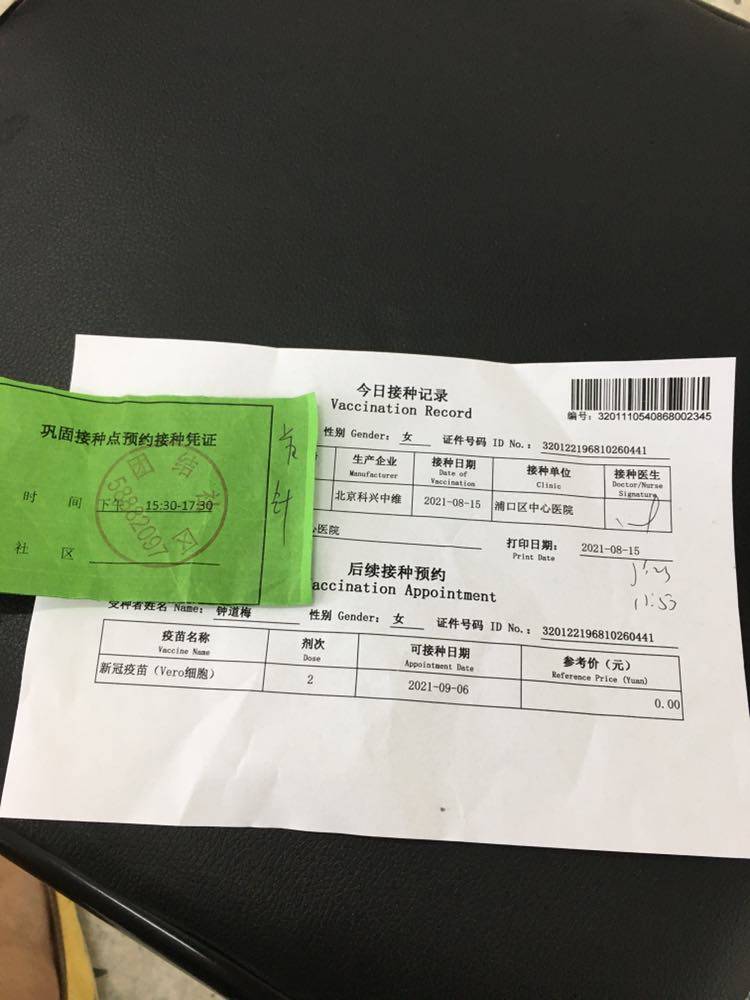 今日接种记录
Vaccination Record
编号：3201110540868002345
性别 Gender: 女 证件号码 ID No.: 320122196810260441
生产企业 接种日期 接种单位 接种医生
Manufacturer Date of Vaccination Clinic Doctor/Nurse Signature
北京科兴中维 2021-08-15 浦口区中心医院
心医院 打印日期： 2021-08-15
Print Date
11:53
后续接种预约
accination Appointment
受种者姓名 Name: 钟道梅 性别 Gender: 女 证件号码 ID No.: 320122196810260441
疫苗名称 剂次 可接种日期 参考价（元）
Vaccine Name Dose Appointment Date Reference Price (Yuan)
新冠疫苗（Vero细胞） 2 2021-09-06 0.00
巩固接种点预约接种凭证
时 间 下午 15:30-17:30
社 区
58882097